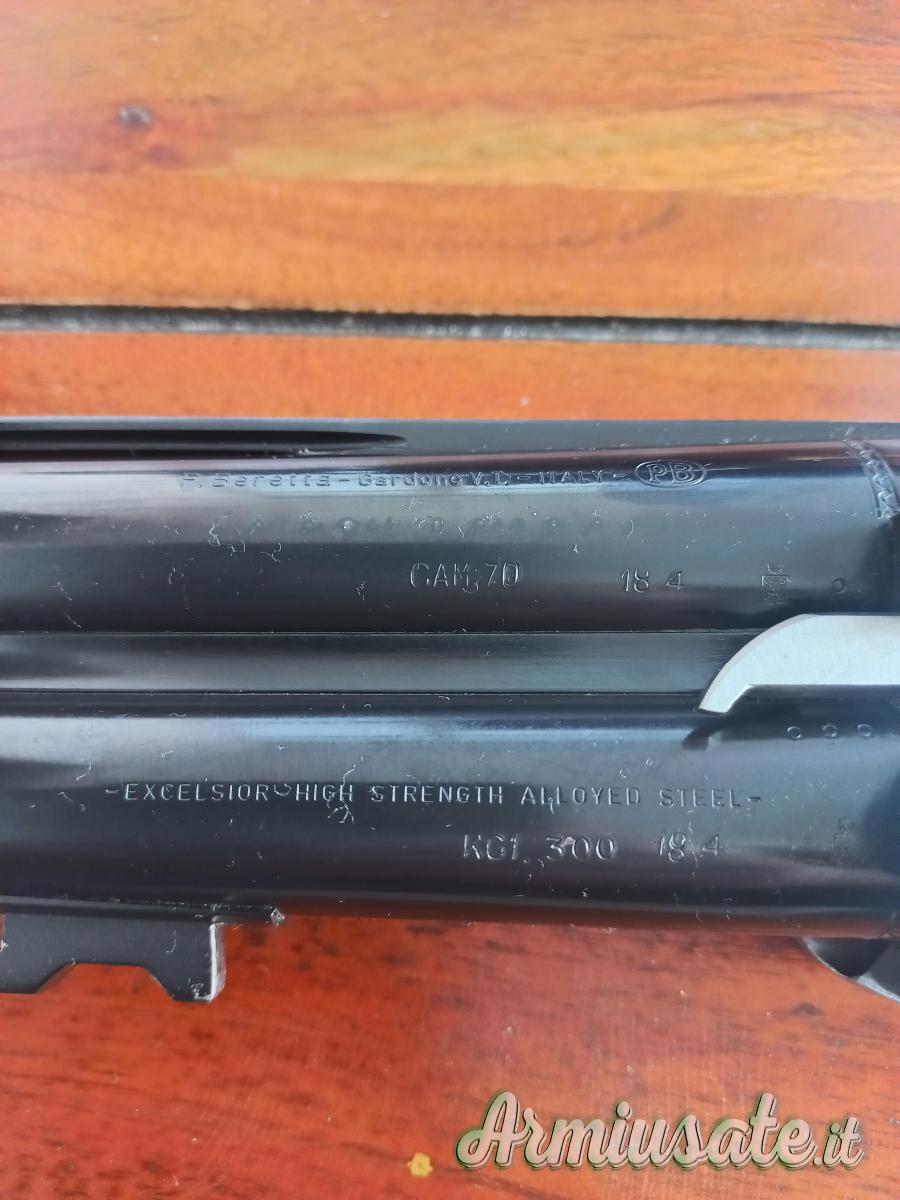 P. Beretta - Gardone V.T. - ITALY - PB
CAM.70 18 4
-EXCELSIOR HIGH STRENGTH ALLOYED STEEL-
KG1. 300 18 4
Armiusate.it